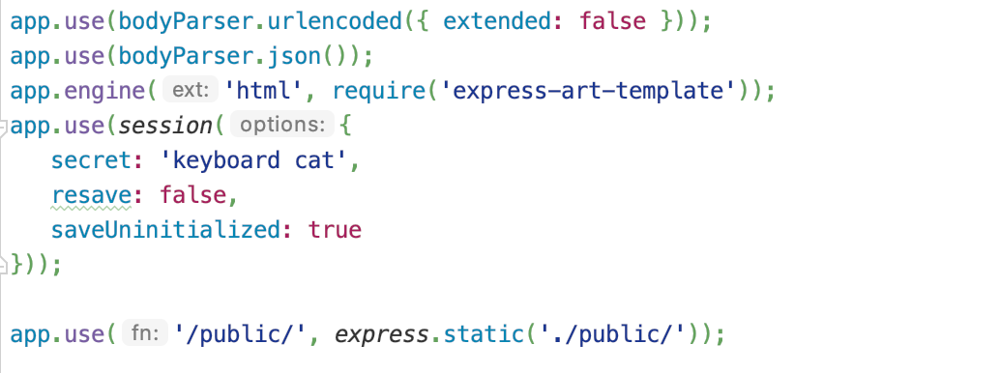 app.use(bodyParser.urlencoded({ extended: false }));
app.use(bodyParser.json());
app.engine( ext: 'html', require('express-art-template'));
app.use(session( options: {
    secret: 'keyboard cat',
    resave: false,
    saveUninitialized: true
}));
app.use( fn: '/public/', express.static('./public/'));